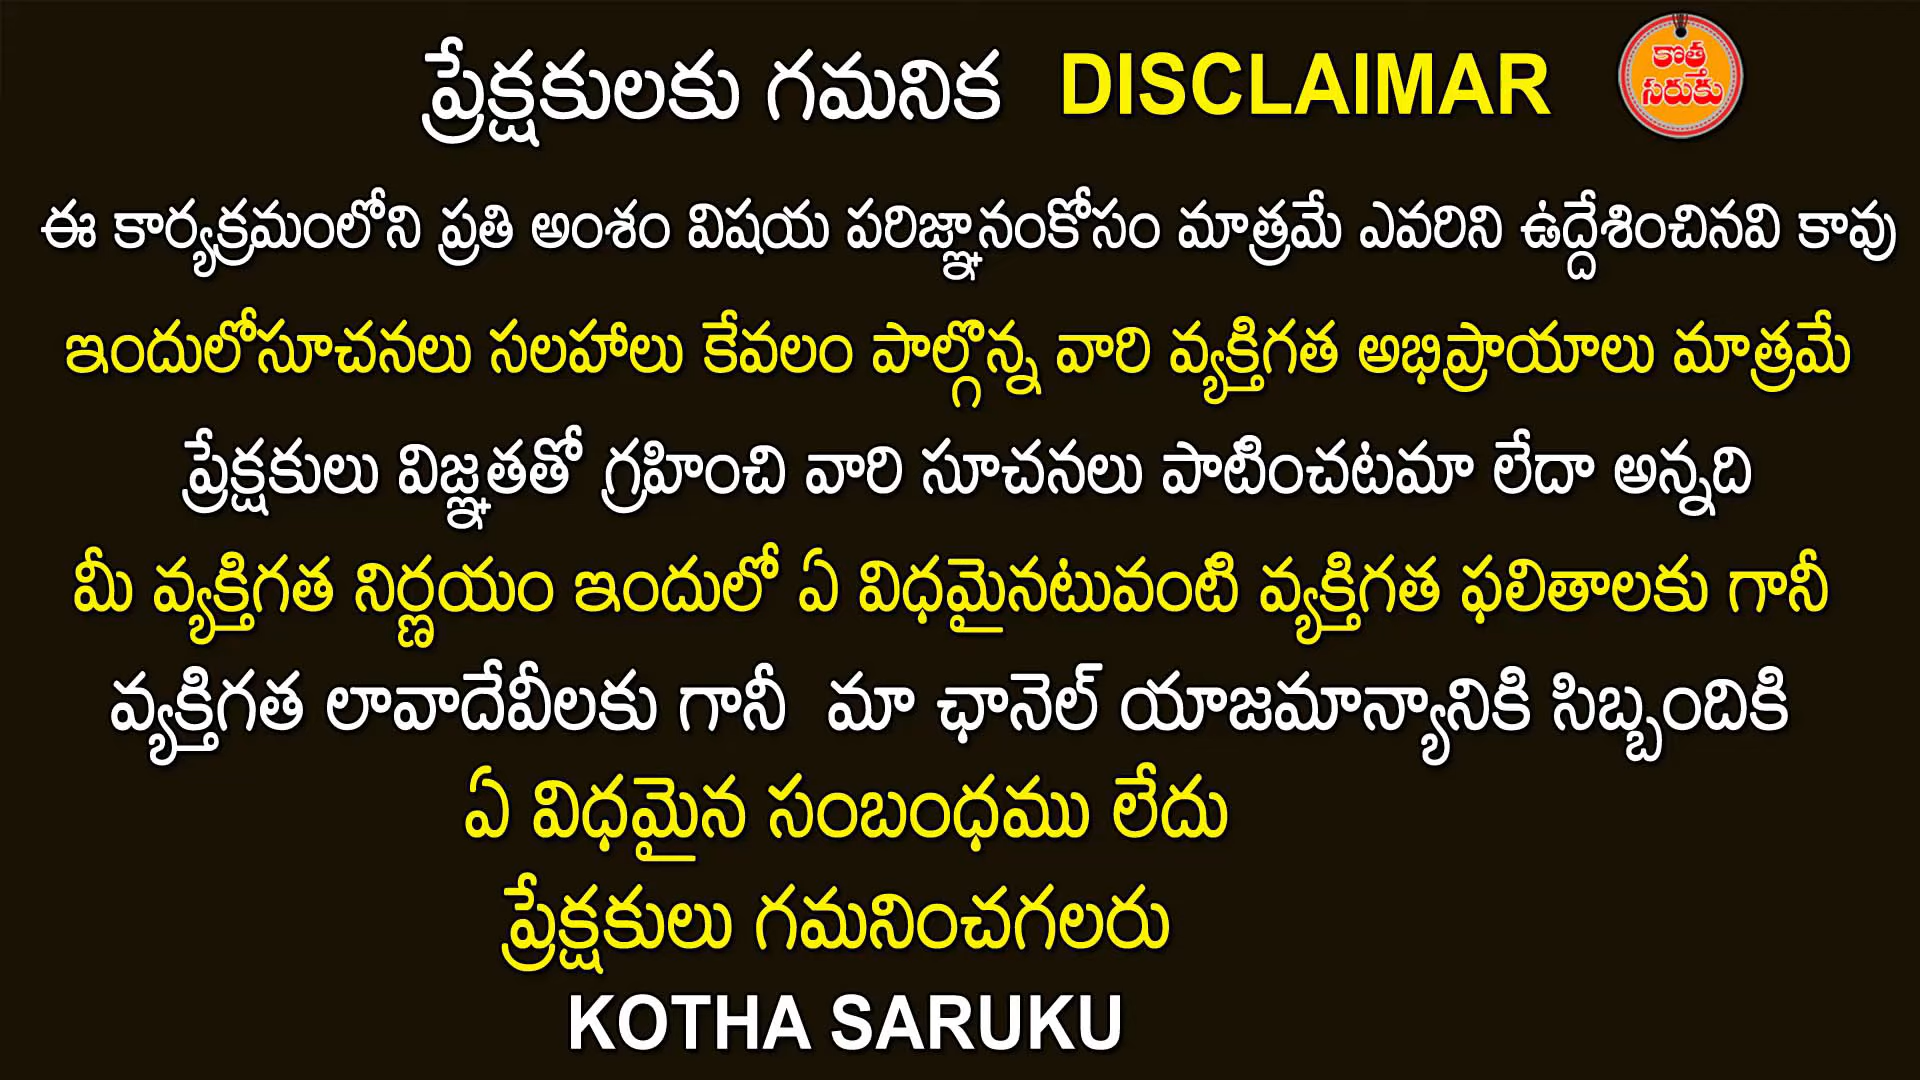 ప్రేక్షకులకు గమనిక DISCLAIMAR
కొత్త
సరుకు
ఈ కార్యక్రమంలోని ప్రతి అంశం విషయ పరిజ్ఞానంకోసం మాత్రమే ఎవరిని ఉద్దేశించినవి కావు
ఇందులోసూచనలు సలహాలు కేవలం పాల్గొన్న వారి వ్యక్తిగత అభిప్రాయాలు మాత్రమే
ప్రేక్షకులు విజ్ఞతతో గ్రహించి వారి సూచనలు పాటించటమా లేదా అన్నది
మీ వ్యక్తిగత నిర్ణయం ఇందులో ఏ విధమైనటువంటి వ్యక్తిగత ఫలితాలకు గానీ
వ్యక్తిగత లావాదేవీలకు గానీ మా ఛానెల్ యాజమాన్యానికి సిబ్బందికి
ఏ విధమైన సంబంధము లేదు
ప్రేక్షకులు గమనించగలరు
KOTHA SARUKU